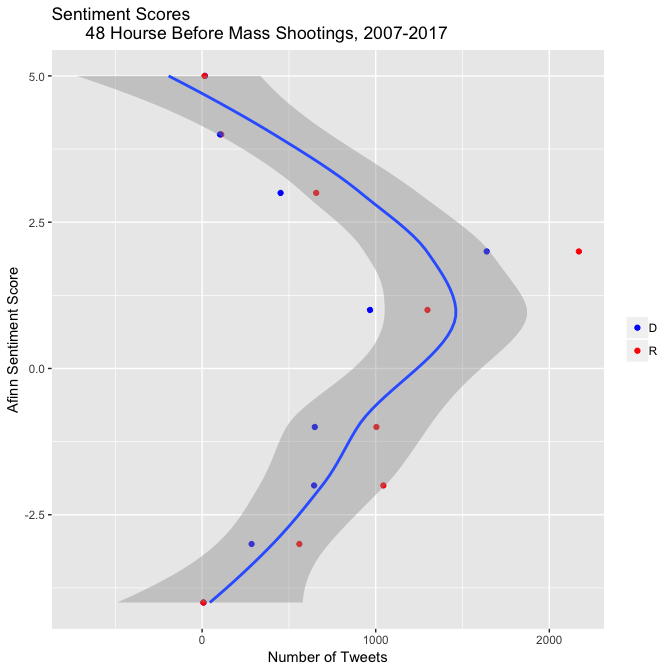 Sentiment Scores
48 Hourse Before Mass Shootings, 2007-2017
5.0
2.5
0.0
-2.5
Afinn Sentiment Score
0 1000 2000
Number of Tweets
D
R